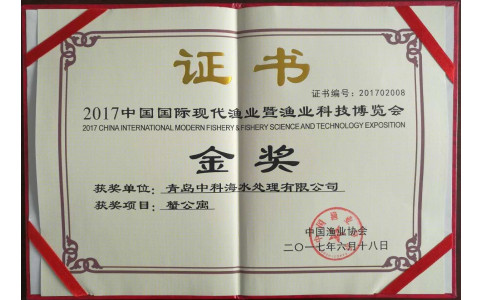 证书
证书编号：201702008
2017中国国际现代渔业暨渔业科技博览会
2017 CHINA INTERNATIONAL MODERN FISHERY & FISHERY SCIENCE AND TECHNOLOGY EXPOSITION
金奖
获奖单位：青岛中科海水处理有限公司
获奖项目：蟹公寓
中国渔业协会
二〇一七年六月十八日